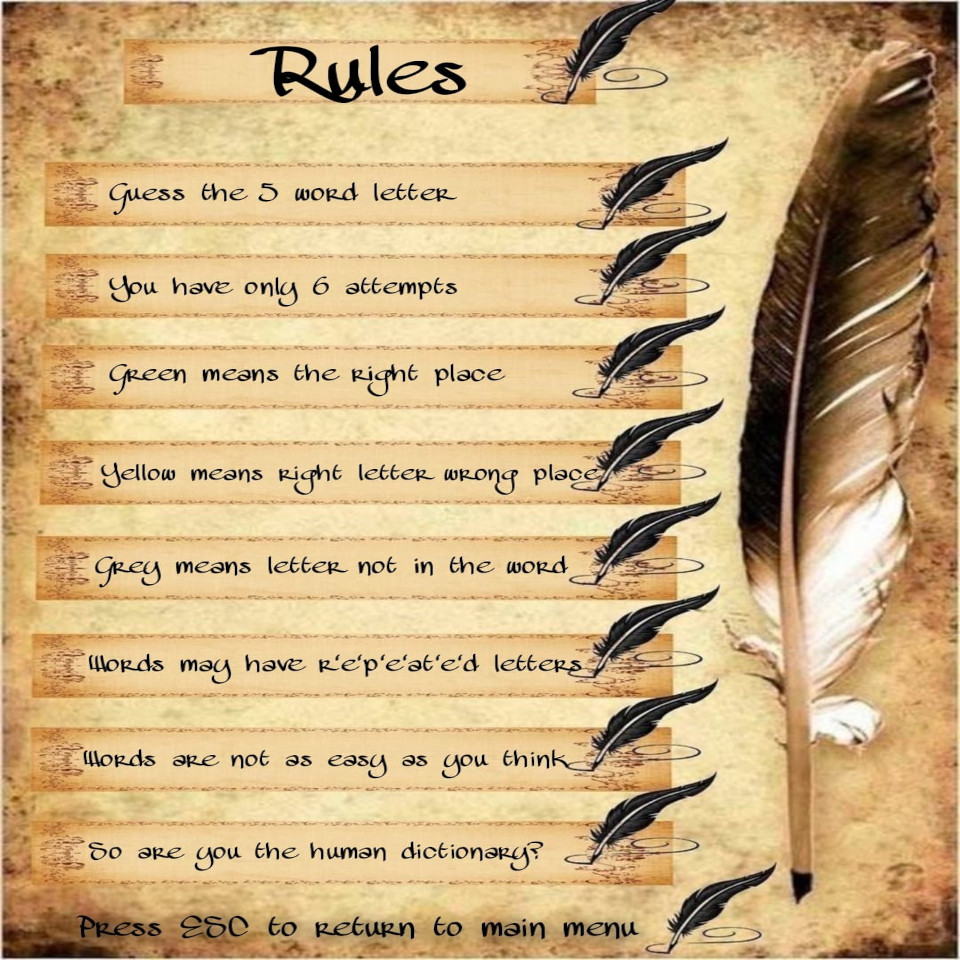 Rules
Guess the 5 word letter
You have only 6 attempts
Green means the right place
Yellow means right letter wrong place
Grey means letter not in the word
Words may have r'e'p'e'at'e'd letters
Words are not as easy as you think
So are you the human dictionary?
Press ESC to return to main menu